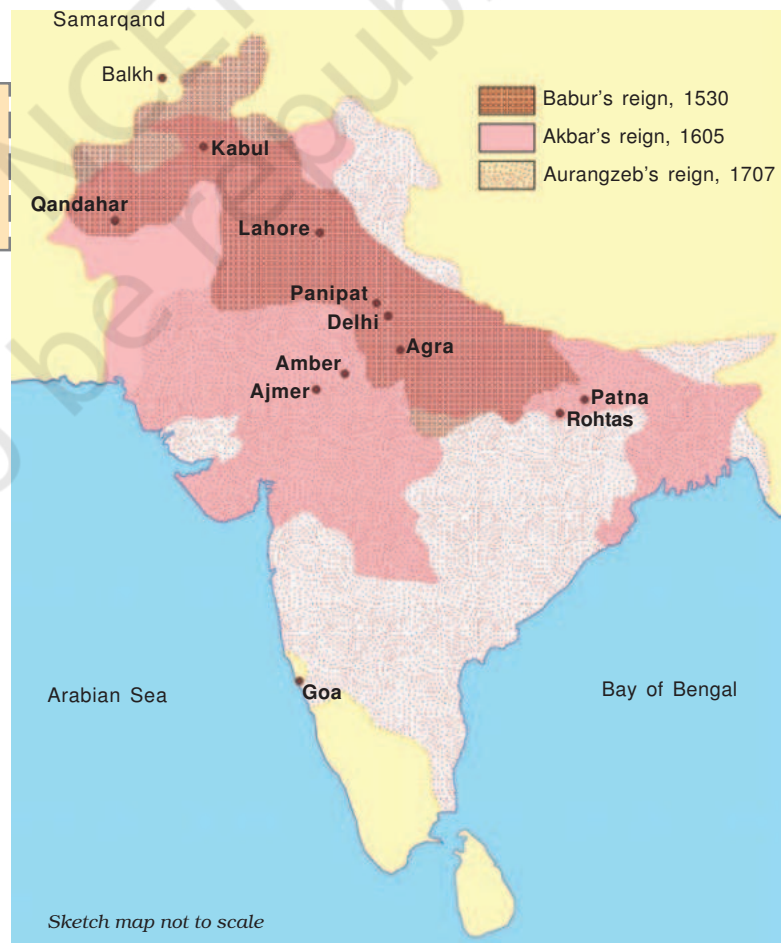 Samarqand
Balkh
Babur's reign, 1530
Akbar's reign, 1605
Aurangzeb's reign, 1707
Kabul
Qandahar
Lahore
Panipat
Delhi
Agra
Amber
Ajmer
Patna
Rohtas
Goa
Arabian Sea
Bay of Bengal
Sketch map not to scale